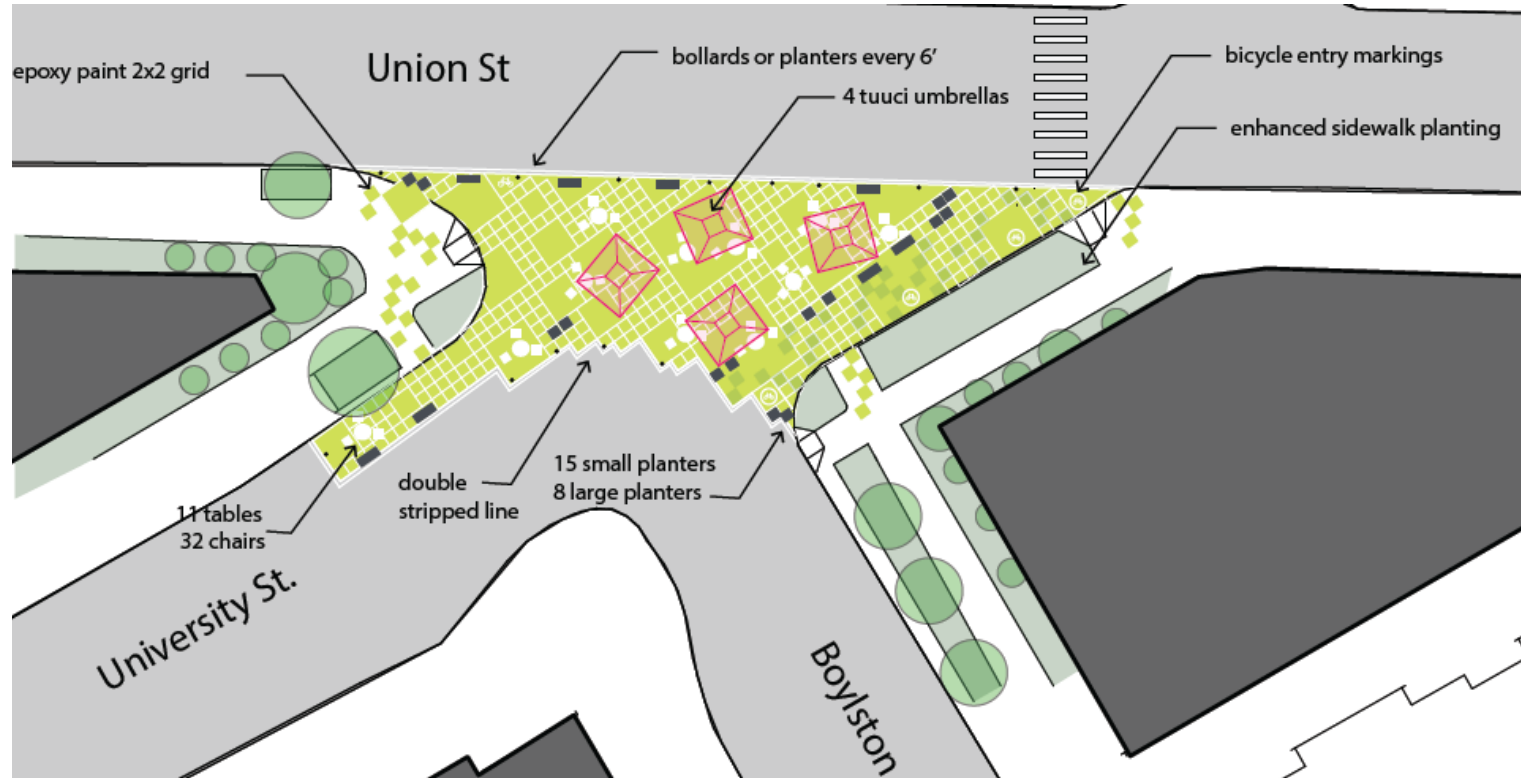 epoxy paint 2x2 grid
Union St
bollards or planters every 6’
4 tuuci umbrellas
bicycle entry markings
enhanced sidewalk planting
double
stripped line
15 small planters
8 large planters
11 tables
32 chairs
University St.
Boylston